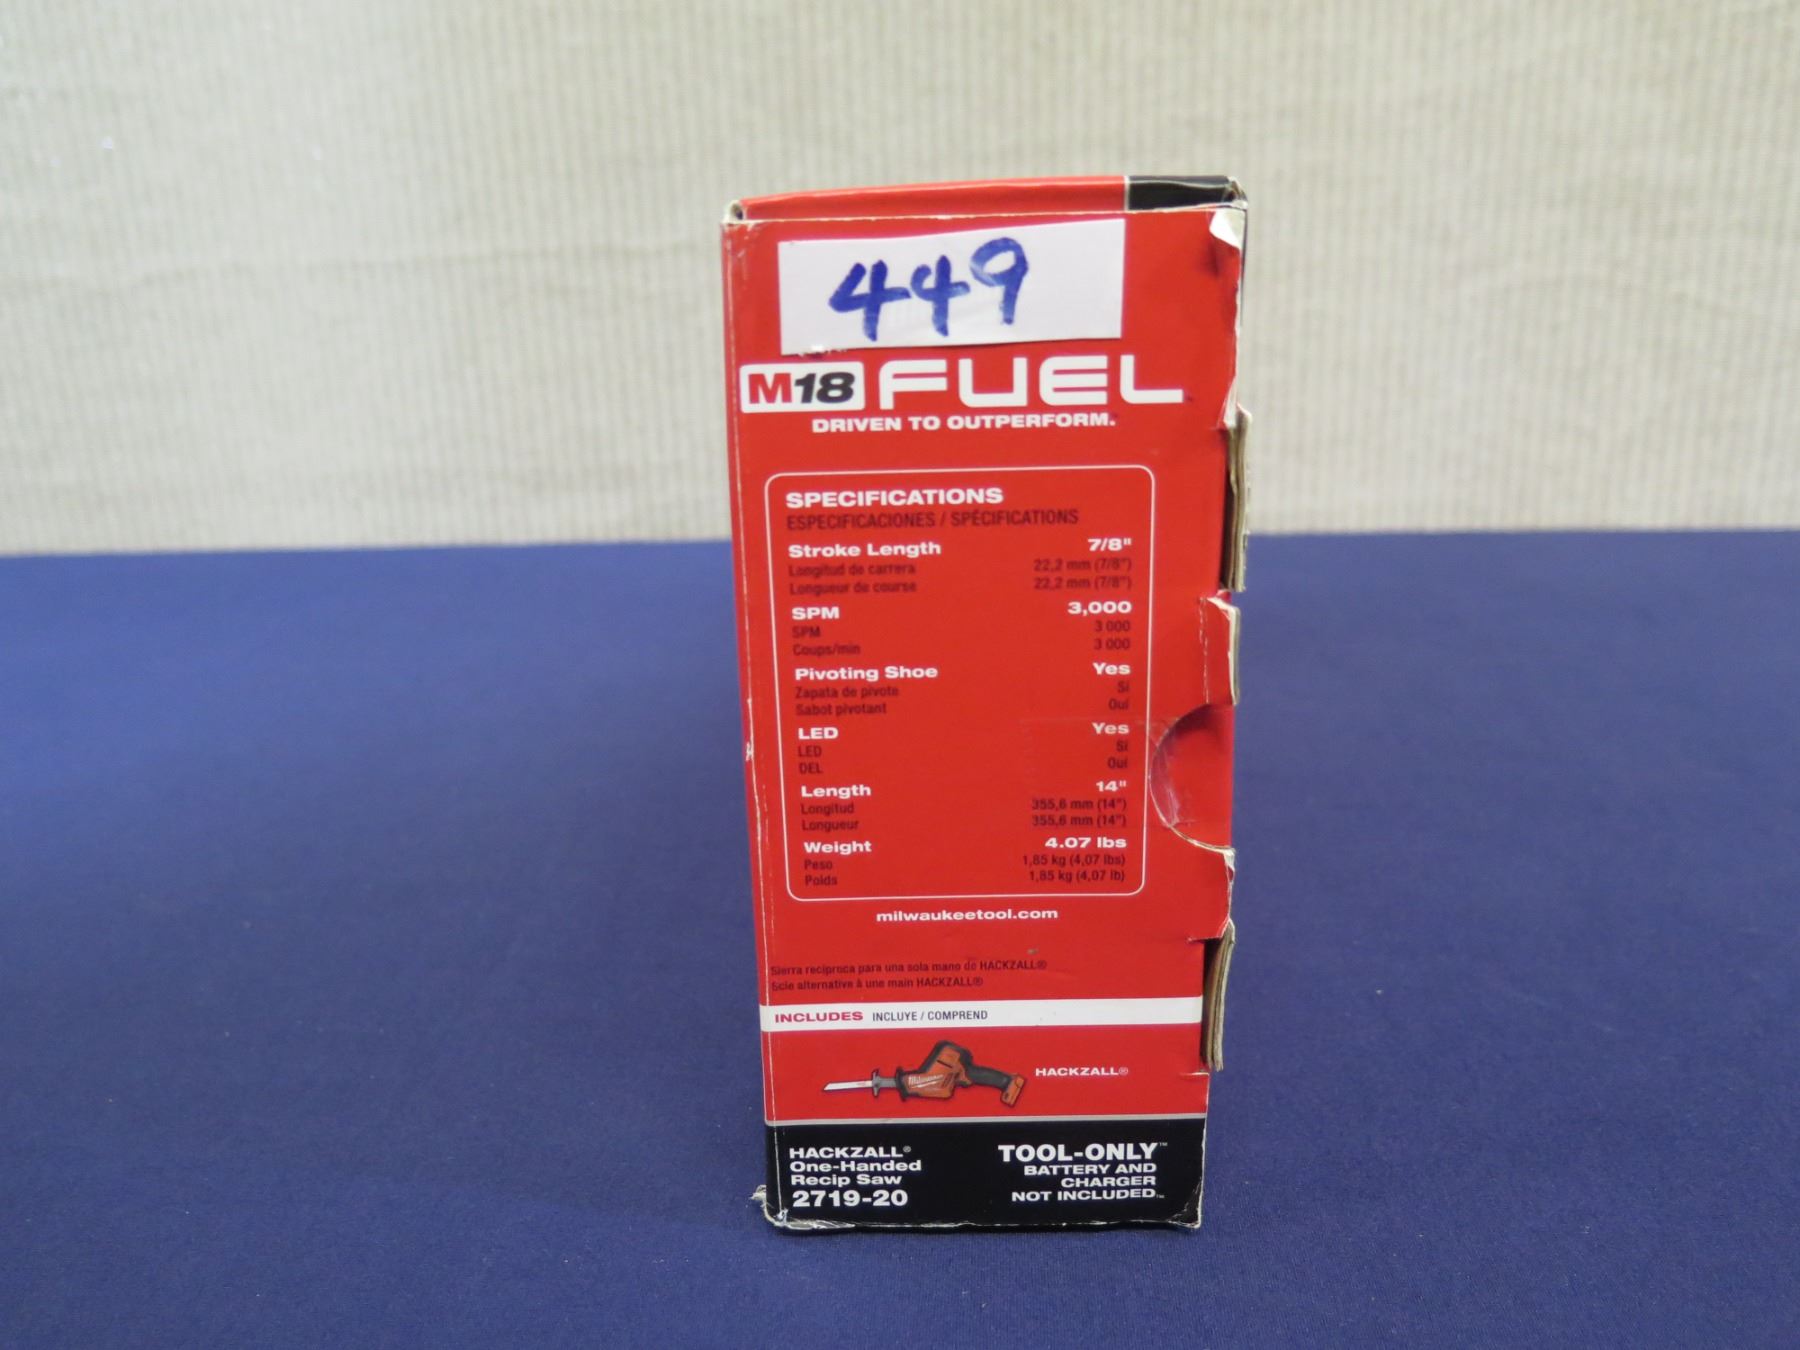 449
M18 FUEL
DRIVEN TO OUTPERFORM.
SPECIFICATIONS
ESPECIFICACIONES / SPÉCIFICATIONS
Stroke Length 7/8"
Longitud de carrera 22,2 mm (7/8")
Longueur de course 22,2 mm (7/8")
SPM 3,000
SPM 3 000
Coups/min 3 000
Pivoting Shoe Yes
Zapata de pivote Sí
Sabot pivotant Oui
LED Yes
LED Sí
DEL Oui
Length 14"
Longitud 355,6 mm (14")
Longueur 355,6 mm (14")
Weight 4.07 lbs
Peso 1,85 kg (4,07 lbs)
Poids 1,85 kg (4,07 lb)
milwaukeetool.com
Sierra recíproca para una sola mano de HACKZALL®
Scie alternative à une main HACKZALL®
INCLUDES INCLUYE / COMPREND
Milwaukee
HACKZALL®
HACKZALL® TOOL-ONLY™
One-Handed BATTERY AND
Recip Saw CHARGER
2719-20 NOT INCLUDED™